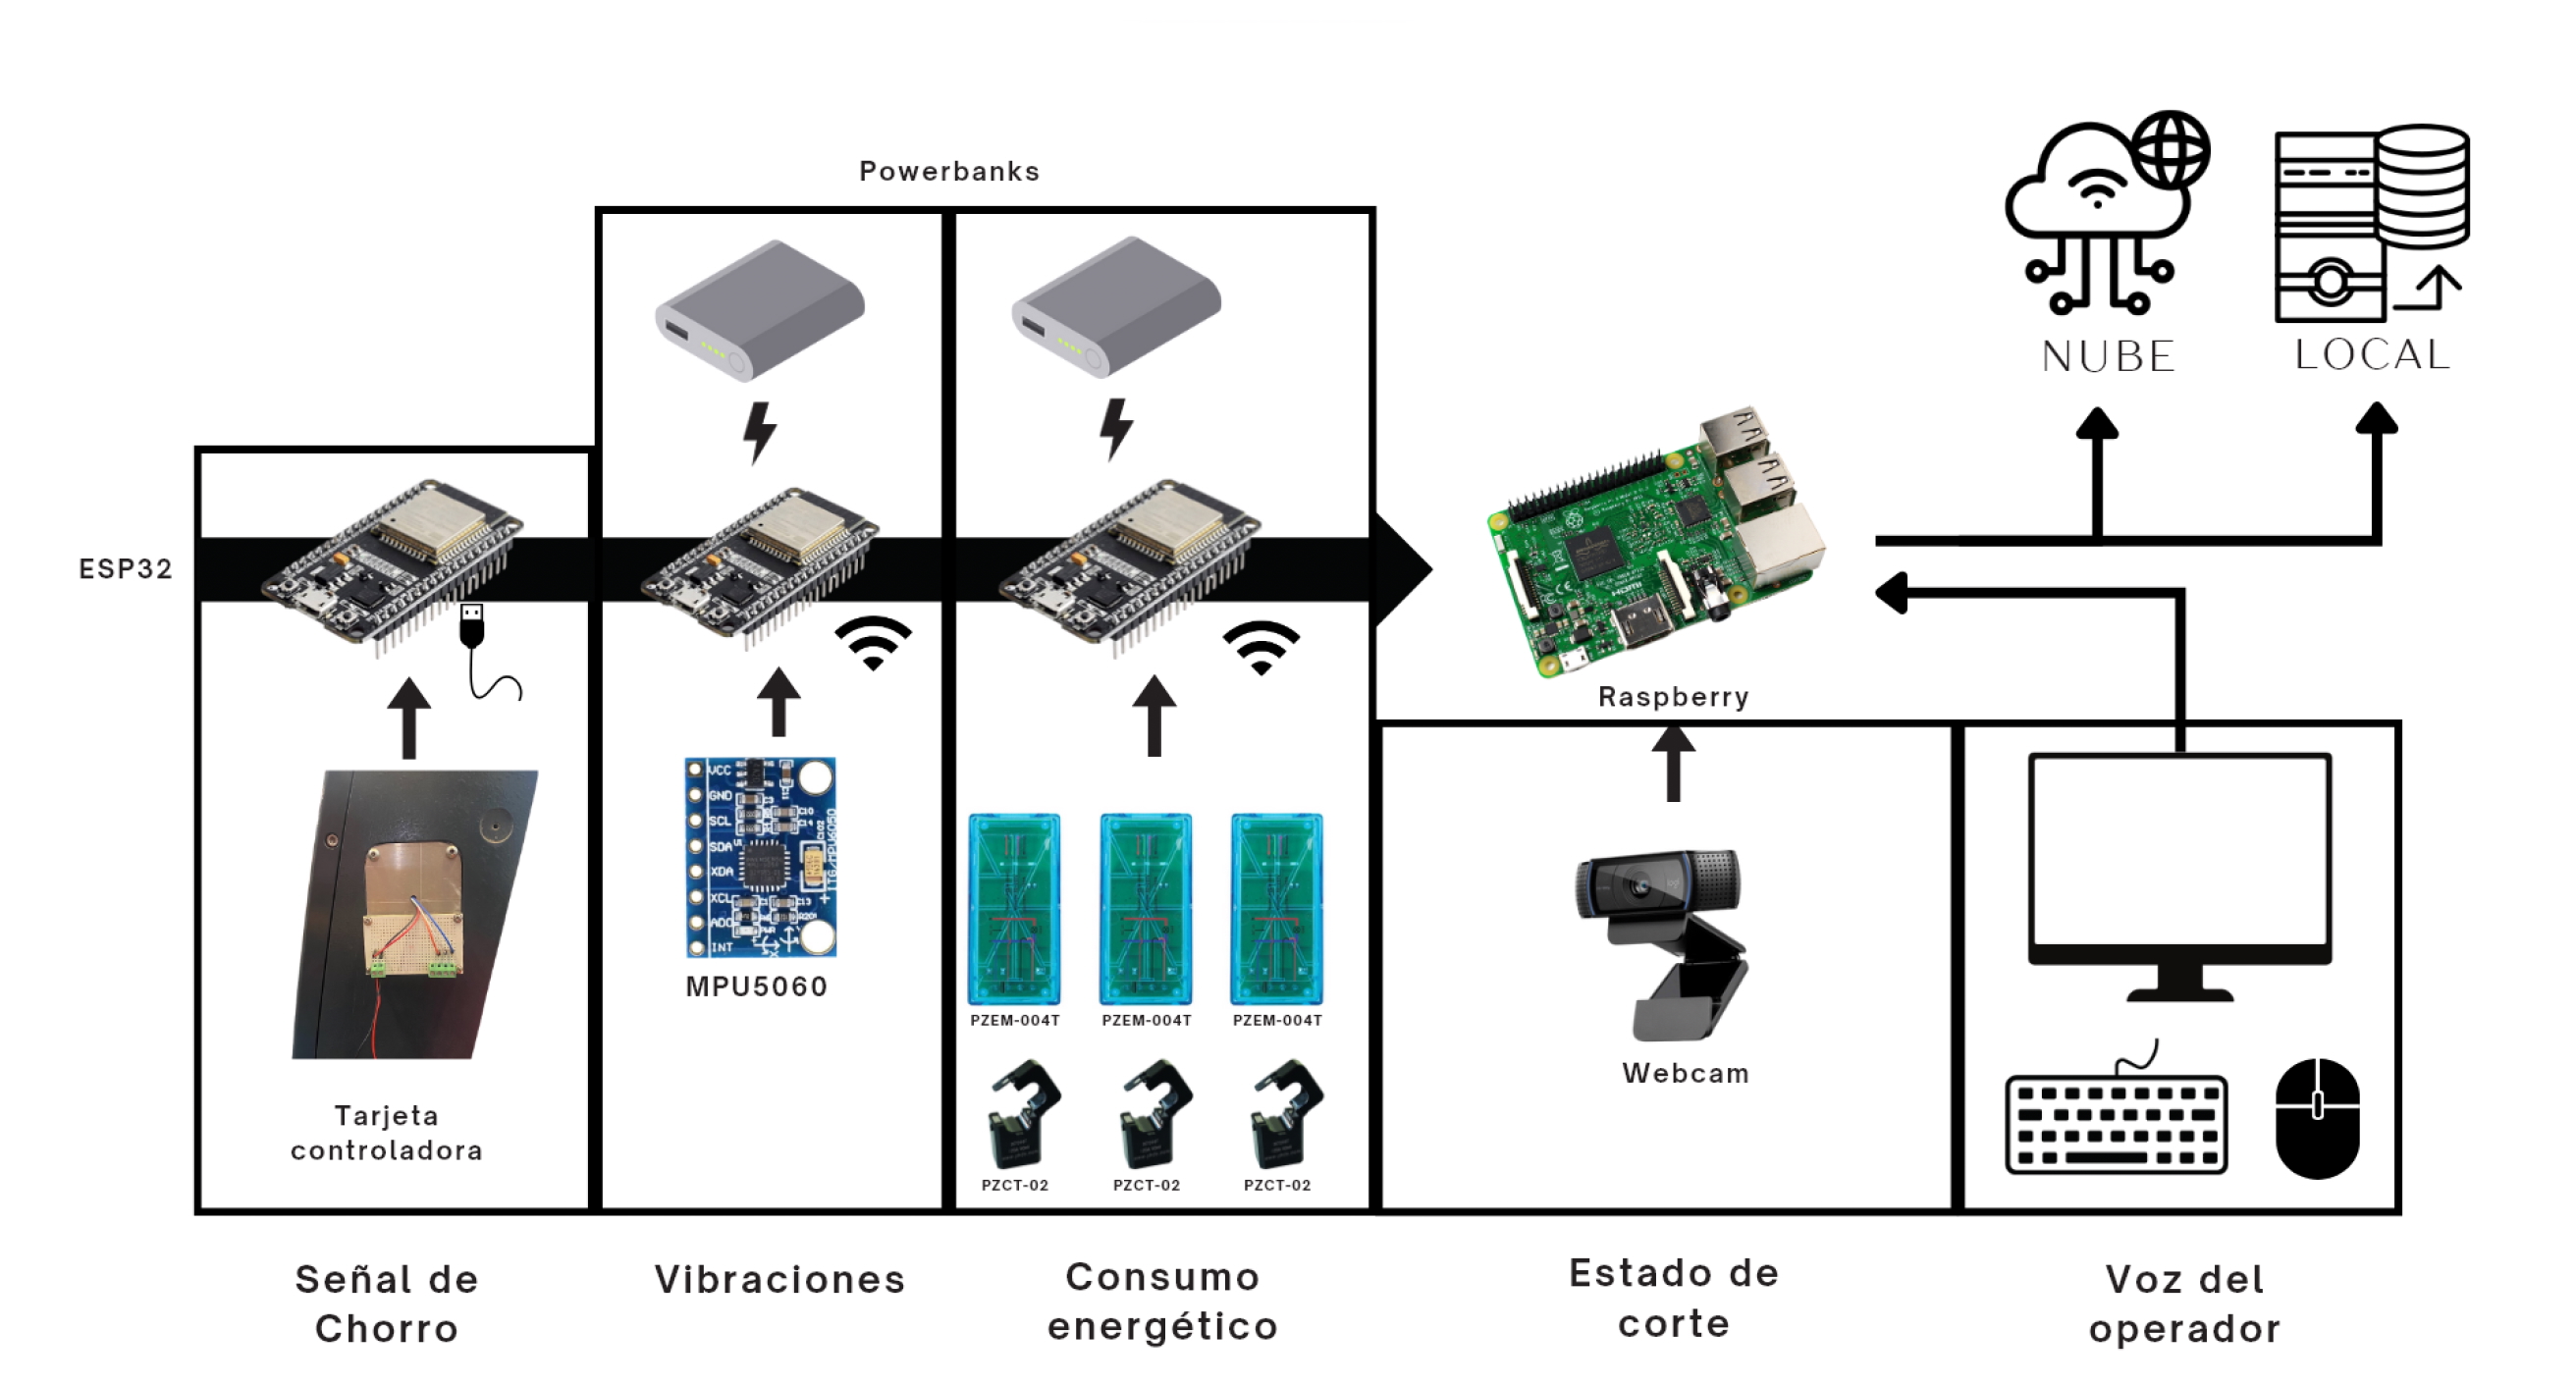 Powerbanks
NUBE
LOCAL
ESP32
Raspberry
VCC
GND
SCL
SDA
XDA
XCL
ADO
INT
ITG/MPU6050
MPU5060
PZEM-004T
PZEM-004T
PZEM-004T
PZCT-02
PZCT-02
PZCT-02
Tarjeta
controladora
Webcam
Señal de
Chorro
Vibraciones
Consumo
energético
Estado de
corte
Voz del
operador